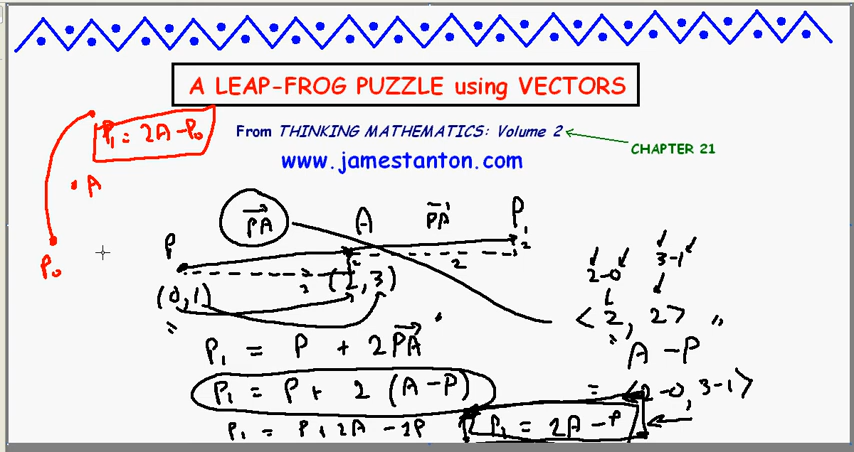 A LEAP-FROG PUZZLE using VECTORS
From THINKING MATHEMATICS: Volume 2
CHAPTER 21
www.jamestanton.com
P₁ = 2A - P₀
A
P₀
PA A PA P₁
P
2 2 2
(0,1) (2,3)
2-0 3-1
< 2, 2>
P₁ = P + 2PA
A - P
P₁ = P + 2 (A - P)
= <2-0, 3-1>
P₁ = P + 2A - 2P
P₁ = 2A - P